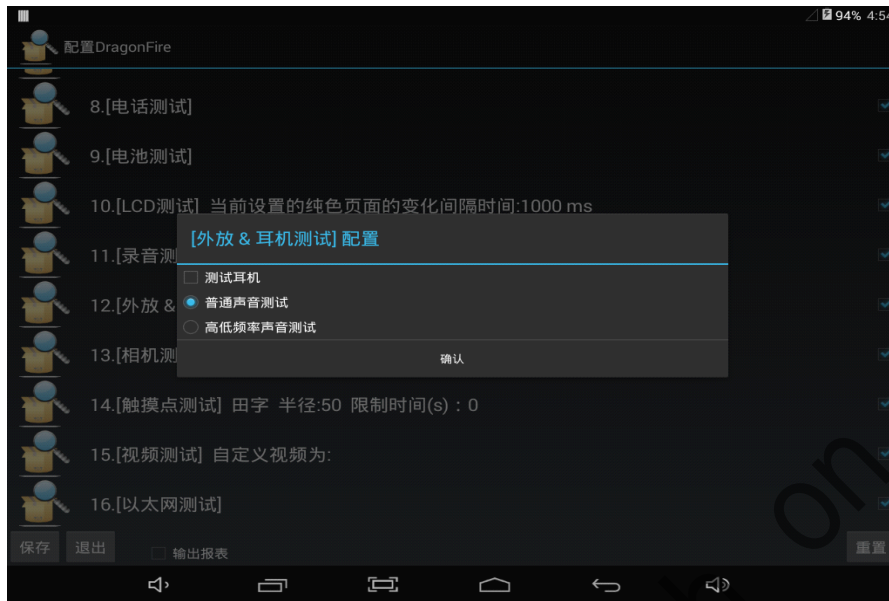 94% 4:54
配置DragonFire
8.[电话测试]
9.[电池测试]
10.[LCD测试] 当前设置的纯色页面的变化间隔时间:1000 ms
[外放 & 耳机测试] 配置
11.[录音测
测试耳机
12.[外放 &
普通声音测试
高低频率声音测试
13.[相机测
确认
14.[触摸点测试] 田字 半径:50 限制时间(s) : 0
15.[视频测试] 自定义视频为:
16.[以太网测试]
保存 退出 输出报表 重置
on